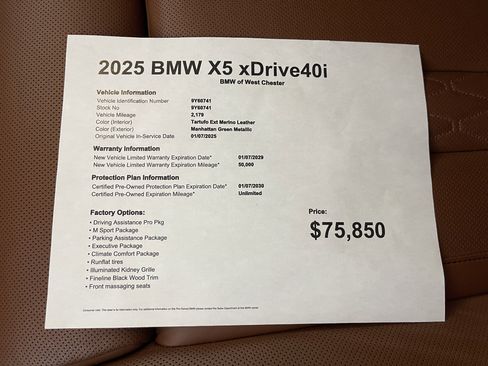 2025 BMW X5 xDrive40i
BMW of West Chester
Vehicle Information
Vehicle Identification Number 9Y60741
Stock No 9Y60741
Vehicle Mileage 2,179
Color (Interior) Tartufo Ext Merino Leather
Color (Exterior) Manhattan Green Metallic
Original Vehicle In-Service Date 01/07/2025
Warranty Information
New Vehicle Limited Warranty Expiration Date* 01/07/2029
New Vehicle Limited Warranty Expiration Mileage* 50,000
Protection Plan Information
Certified Pre-Owned Protection Plan Expiration Date* 01/07/2030
Certified Pre-Owned Expiration Mileage* Unlimited
Factory Options:
• Driving Assistance Pro Pkg
• M Sport Package
• Parking Assistance Package
• Executive Package
• Climate Comfort Package
• Runflat tires
• Illuminated Kidney Grille
• Fineline Black Wood Trim
• Front massaging seats
Price:
$75,850